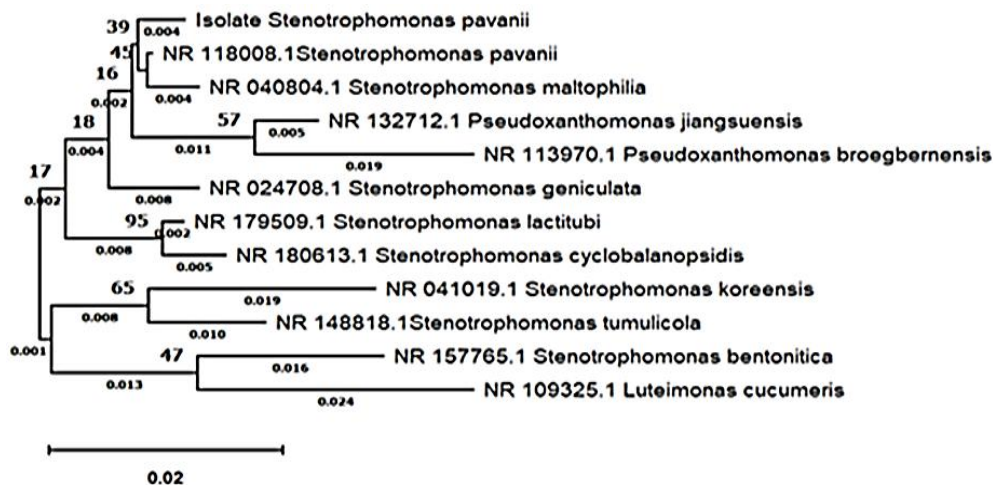 39
0.004
Isolate Stenotrophomonas pavanii
45
NR 118008.1Stenotrophomonas pavanii
16
0.002
0.004
NR 040804.1 Stenotrophomonas maltophilia
57
0.005
NR 132712.1 Pseudoxanthomonas jiangsuensis
18
0.004
0.011
0.019
NR 113970.1 Pseudoxanthomonas broegbernensis
17
0.002
0.008
NR 024708.1 Stenotrophomonas geniculata
95
0.002
NR 179509.1 Stenotrophomonas lactitubi
0.008
0.005
NR 180613.1 Stenotrophomonas cyclobalanopsidis
65
0.019
NR 041019.1 Stenotrophomonas koreensis
0.008
0.010
NR 148818.1Stenotrophomonas tumulicola
0.001
47
0.016
NR 157765.1 Stenotrophomonas bentonitica
0.013
0.024
NR 109325.1 Luteimonas cucumeris
0.02